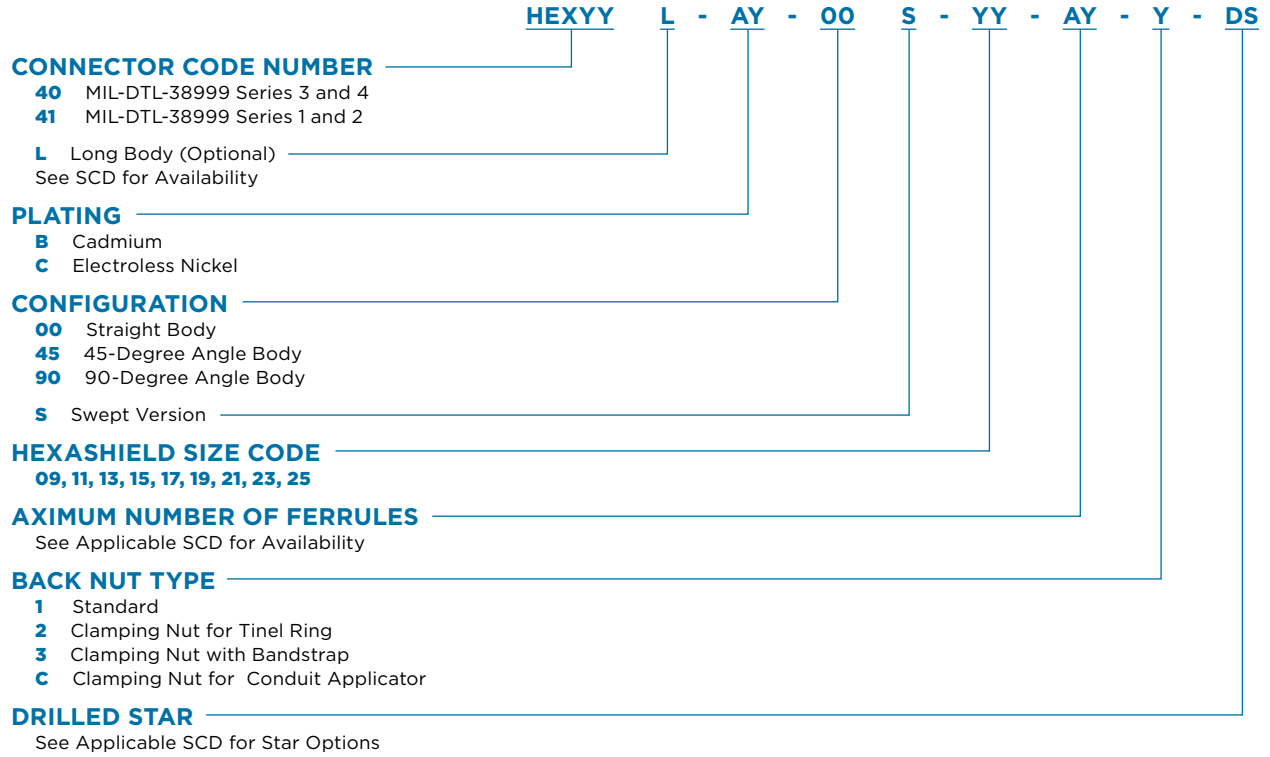 HEXYY L - AY - 00 S - YY - AY - Y - DS
CONNECTOR CODE NUMBER
40 MIL-DTL-38999 Series 3 and 4
41 MIL-DTL-38999 Series 1 and 2
L Long Body (Optional)
See SCD for Availability
PLATING
B Cadmium
C Electroless Nickel
CONFIGURATION
00 Straight Body
45 45-Degree Angle Body
90 90-Degree Angle Body
S Swept Version
HEXASHIELD SIZE CODE
09, 11, 13, 15, 17, 19, 21, 23, 25
AXIMUM NUMBER OF FERRULES
See Applicable SCD for Availability
BACK NUT TYPE
1 Standard
2 Clamping Nut for Tinel Ring
3 Clamping Nut with Bandstrap
C Clamping Nut for Conduit Applicator
DRILLED STAR
See Applicable SCD for Star Options